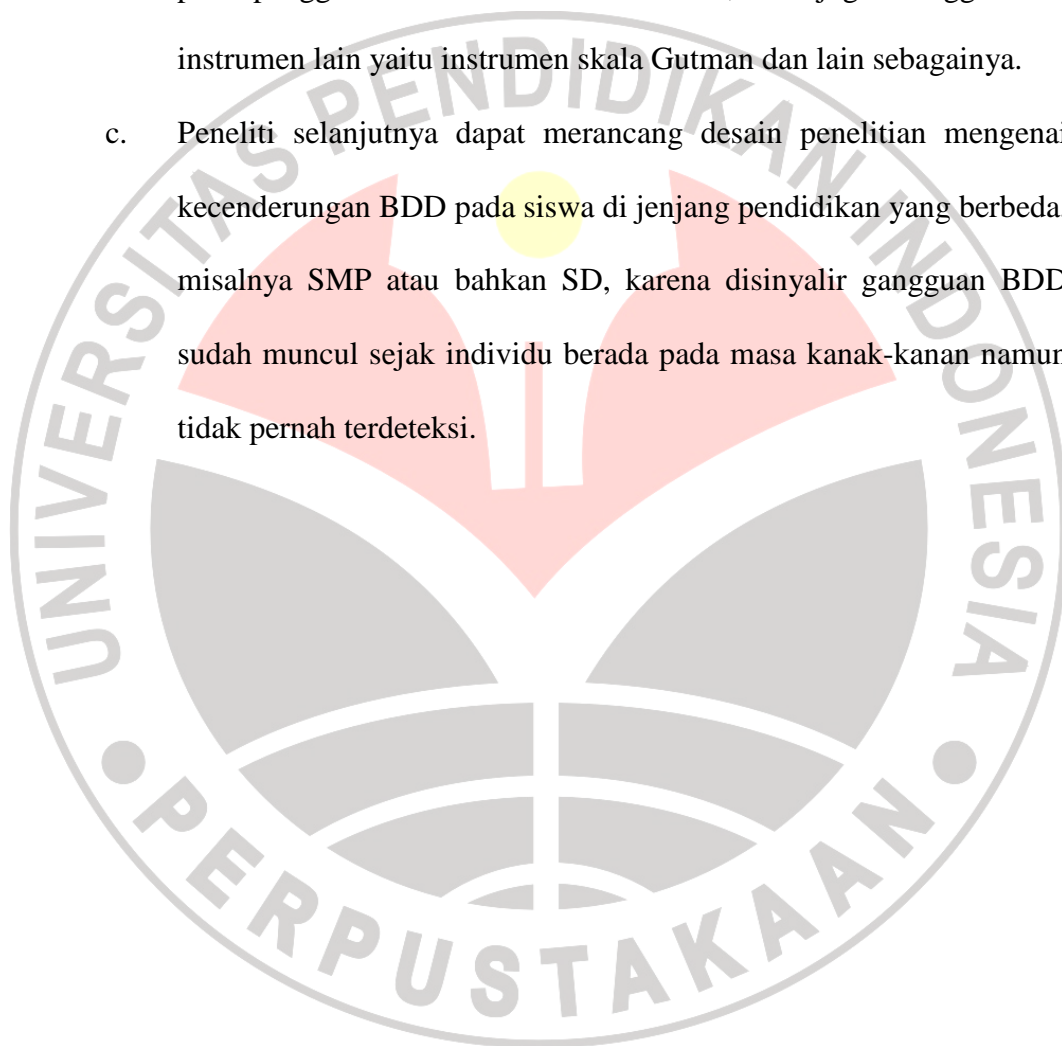 instrumen lain yaitu instrumen skala Gutman dan lain sebagainya.
c. Peneliti selanjutnya dapat merancang desain penelitian mengenai
kecenderungan BDD pada siswa di jenjang pendidikan yang berbeda
misalnya SMP atau bahkan SD, karena disinyalir gangguan BDD
sudah muncul sejak individu berada pada masa kanak-kanan namun
tidak pernah terdeteksi.
UNIVERSITAS PENDIDIKAN INDONESIA
PERPUSTAKAAN